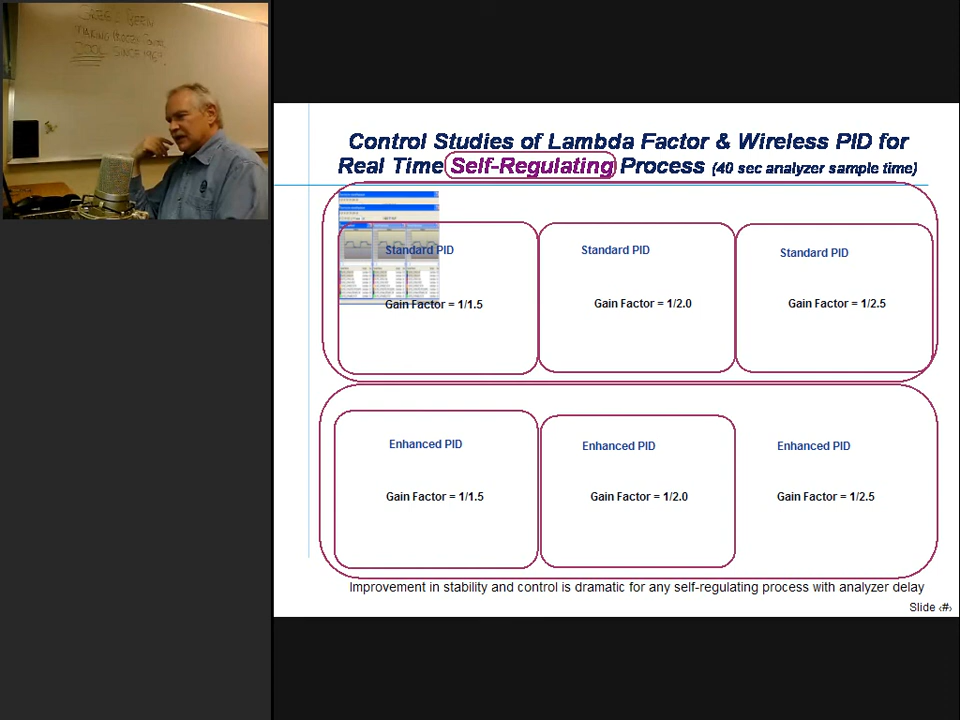 MAKING
COOL SINCE
Control Studies of Lambda Factor & Wireless PID for
Real Time Self-Regulating Process (40 sec analyzer sample time)
Standard PID
Standard PID
Standard PID
Gain Factor = 1/1.5
Gain Factor = 1/2.0
Gain Factor = 1/2.5
Enhanced PID
Enhanced PID
Enhanced PID
Gain Factor = 1/1.5
Gain Factor = 1/2.0
Gain Factor = 1/2.5
Improvement in stability and control is dramatic for any self-regulating process with analyzer delay
Slide ‹#›